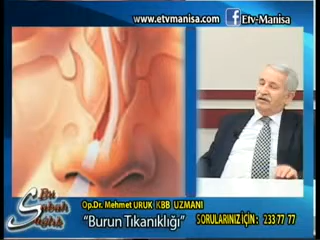 www.etvmanisa.com f Etv-Manisa
Etv
Sabah
Sağlık
Op.Dr. Mehmet URUK KBB UZMANI
“Burun Tıkanıklığı” SORULARINIZ İÇİN : 233 77 77